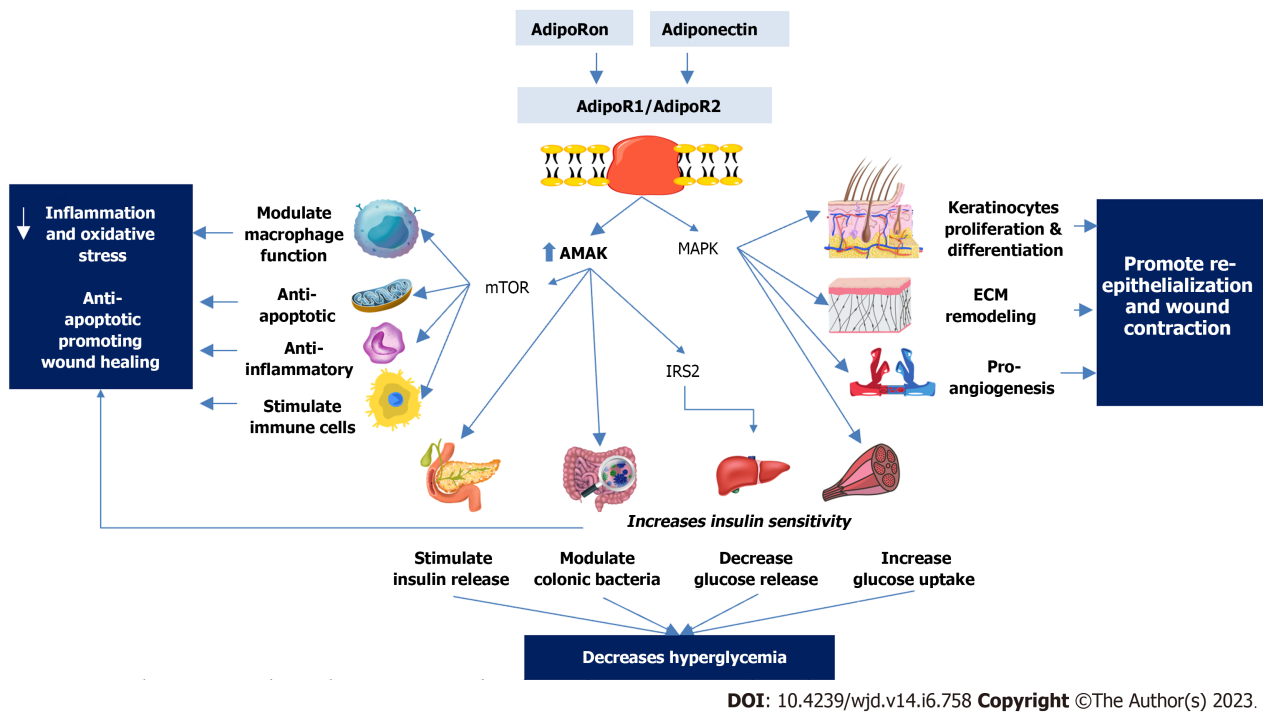 AdipoRon
Adiponectin
AdipoR1/AdipoR2
Inflammation
and oxidative
stress
Anti-
apoptotic
promoting
wound healing
Modulate
macrophage
function
Anti-
apoptotic
Anti-
inflammatory
Stimulate
immune cells
mTOR
AMAK
MAPK
IRS2
Keratinocytes
proliferation &
differentiation
ECM
remodeling
Pro-
angiogenesis
Promote re-
epithelialization
and wound
contraction
Increases insulin sensitivity
Stimulate
insulin release
Modulate
colonic bacteria
Decrease
glucose release
Increase
glucose uptake
Decreases hyperglycemia
DOI: 10.4239/wjd.v14.i6.758 Copyright ©The Author(s) 2023.